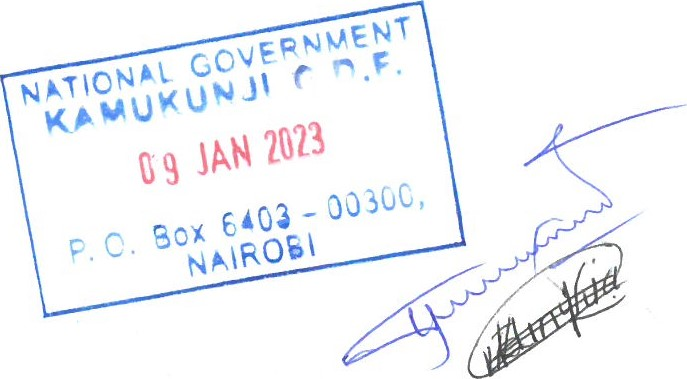 NATIONAL GOVERNMENT
KAMUKUNJI C.D.F.
09 JAN 2023
P. O. Box 6403 - 00300,
NAIROBI